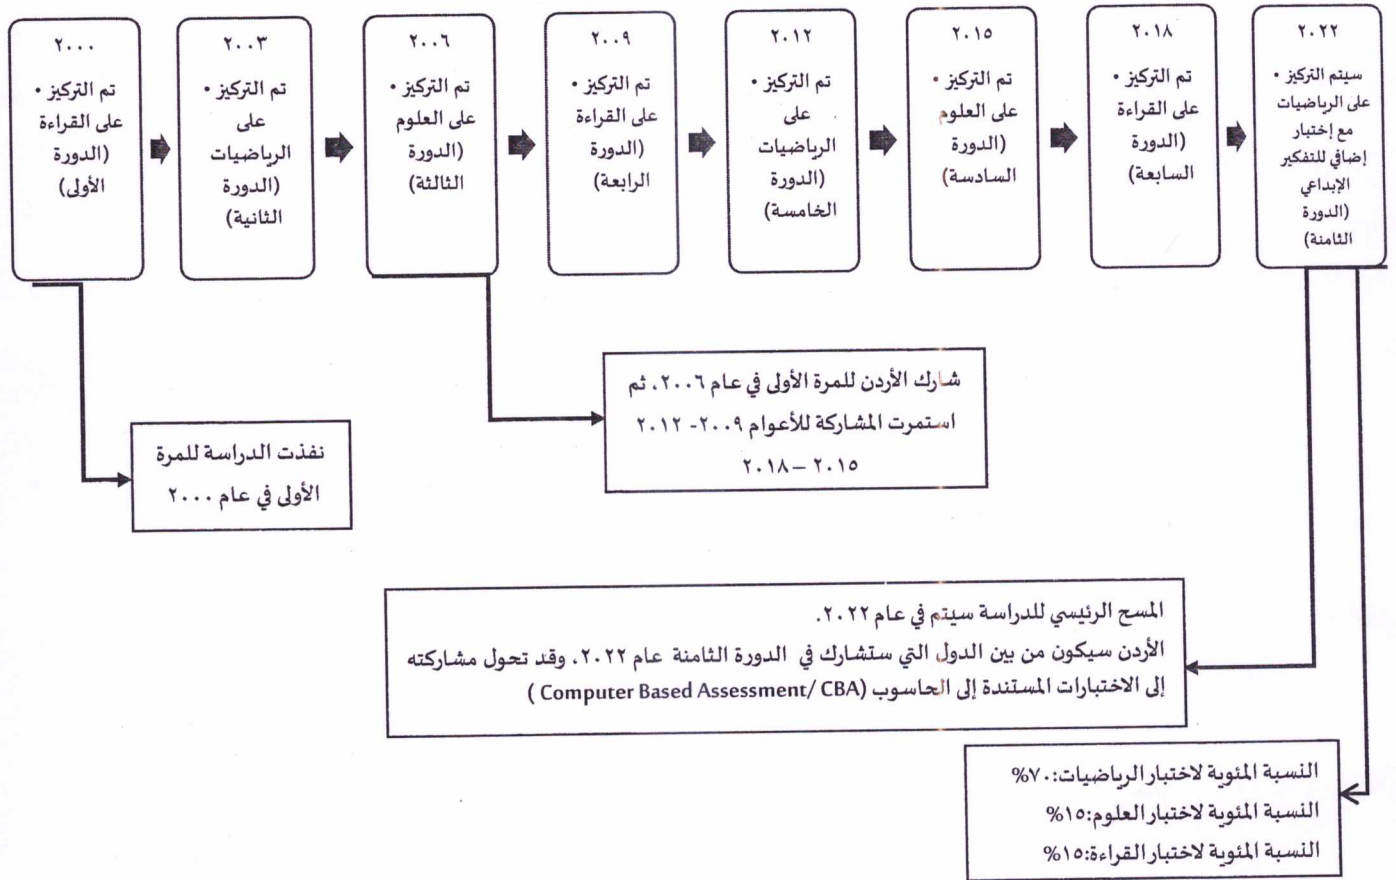 ٢٠٠٠
تم التركيز •
على القراءة
(الدورة
الأولى)
٢٠٠٣
تم التركيز •
على
الرياضيات
(الدورة
الثانية)
٢٠٠٦
تم التركيز •
على العلوم
(الدورة
الثالثة)
٢٠٠٩
تم التركيز •
على القراءة
(الدورة
الرابعة)
٢٠١٢
تم التركيز •
على
الرياضيات
(الدورة
الخامسة)
٢٠١٥
تم التركيز •
على العلوم
(الدورة
السادسة)
٢٠١٨
تم التركيز •
على القراءة
(الدورة
السابعة)
٢٠٢٢
سيتم التركيز •
على الرياضيات
مع إختبار
إضافي للتفكير
الإبداعي
(الدورة
الثامنة)
شارك الأردن للمرة الأولى في عام ٢٠٠٦، ثم
استمرت المشاركة للأعوام ٢٠٠٩- ٢٠١٢
٢٠١٥ – ٢٠١٨
نفذت الدراسة للمرة
الأولى في عام ٢٠٠٠
المسح الرئيسي للدراسة سيتم في عام ٢٠٢٢.
الأردن سيكون من بين الدول التي ستشارك في الدورة الثامنة عام ٢٠٢٢، وقد تحول مشاركته
إلى الاختبارات المستندة إلى الحاسوب (Computer Based Assessment/ CBA )
النسبة المئوية لاختبار الرياضيات:٧٠%
النسبة المئوية لاختبار العلوم:١٥%
النسبة المئوية لاختبار القراءة:١٥%